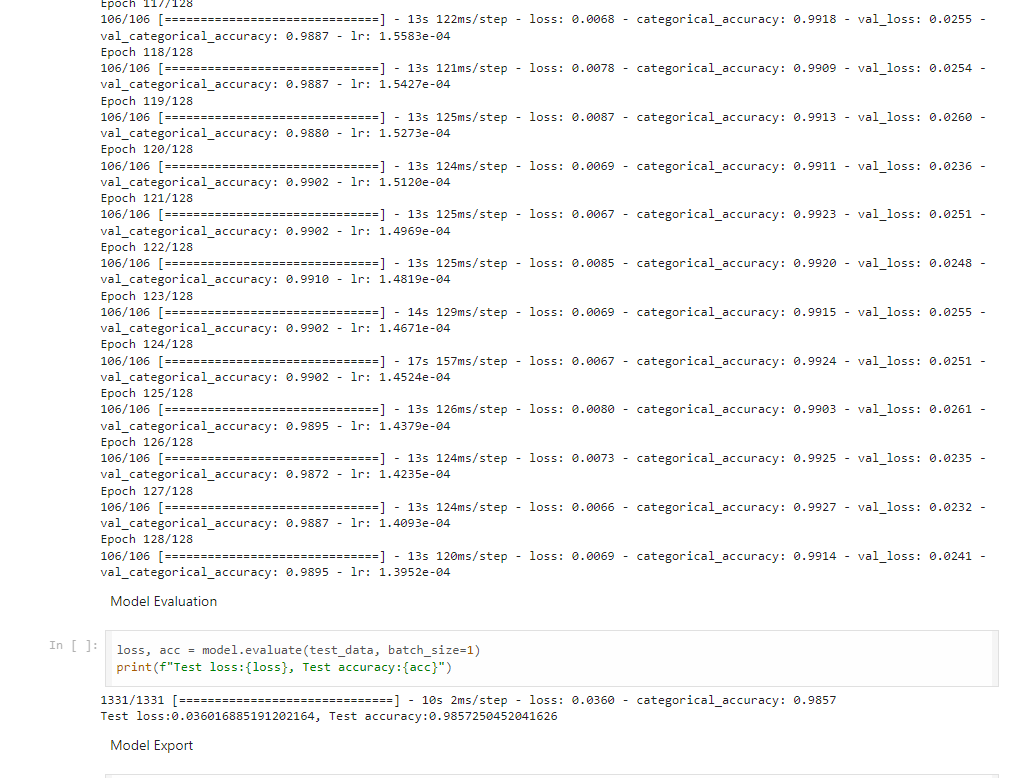 Epoch 117/128
106/106 [==============================] - 13s 122ms/step - loss: 0.0068 - categorical_accuracy: 0.9918 - val_loss: 0.0255 -
val_categorical_accuracy: 0.9887 - lr: 1.5583e-04
Epoch 118/128
106/106 [==============================] - 13s 121ms/step - loss: 0.0078 - categorical_accuracy: 0.9909 - val_loss: 0.0254 -
val_categorical_accuracy: 0.9887 - lr: 1.5427e-04
Epoch 119/128
106/106 [==============================] - 13s 125ms/step - loss: 0.0087 - categorical_accuracy: 0.9913 - val_loss: 0.0260 -
val_categorical_accuracy: 0.9880 - lr: 1.5273e-04
Epoch 120/128
106/106 [==============================] - 13s 124ms/step - loss: 0.0069 - categorical_accuracy: 0.9911 - val_loss: 0.0236 -
val_categorical_accuracy: 0.9902 - lr: 1.5120e-04
Epoch 121/128
106/106 [==============================] - 13s 125ms/step - loss: 0.0067 - categorical_accuracy: 0.9923 - val_loss: 0.0251 -
val_categorical_accuracy: 0.9902 - lr: 1.4969e-04
Epoch 122/128
106/106 [==============================] - 13s 125ms/step - loss: 0.0085 - categorical_accuracy: 0.9920 - val_loss: 0.0248 -
val_categorical_accuracy: 0.9910 - lr: 1.4819e-04
Epoch 123/128
106/106 [==============================] - 14s 129ms/step - loss: 0.0069 - categorical_accuracy: 0.9915 - val_loss: 0.0255 -
val_categorical_accuracy: 0.9902 - lr: 1.4671e-04
Epoch 124/128
106/106 [==============================] - 17s 157ms/step - loss: 0.0067 - categorical_accuracy: 0.9924 - val_loss: 0.0251 -
val_categorical_accuracy: 0.9902 - lr: 1.4524e-04
Epoch 125/128
106/106 [==============================] - 13s 126ms/step - loss: 0.0080 - categorical_accuracy: 0.9903 - val_loss: 0.0261 -
val_categorical_accuracy: 0.9895 - lr: 1.4379e-04
Epoch 126/128
106/106 [==============================] - 13s 124ms/step - loss: 0.0073 - categorical_accuracy: 0.9925 - val_loss: 0.0235 -
val_categorical_accuracy: 0.9872 - lr: 1.4235e-04
Epoch 127/128
106/106 [==============================] - 13s 124ms/step - loss: 0.0066 - categorical_accuracy: 0.9927 - val_loss: 0.0232 -
val_categorical_accuracy: 0.9887 - lr: 1.4093e-04
Epoch 128/128
106/106 [==============================] - 13s 120ms/step - loss: 0.0069 - categorical_accuracy: 0.9914 - val_loss: 0.0241 -
val_categorical_accuracy: 0.9895 - lr: 1.3952e-04
Model Evaluation
In [ ]:
loss, acc = model.evaluate(test_data, batch_size=1)
print(f"Test loss:{loss}, Test accuracy:{acc}")
1331/1331 [==============================] - 10s 2ms/step - loss: 0.0360 - categorical_accuracy: 0.9857
Test loss:0.036016885191202164, Test accuracy:0.9857250452041626
Model Export